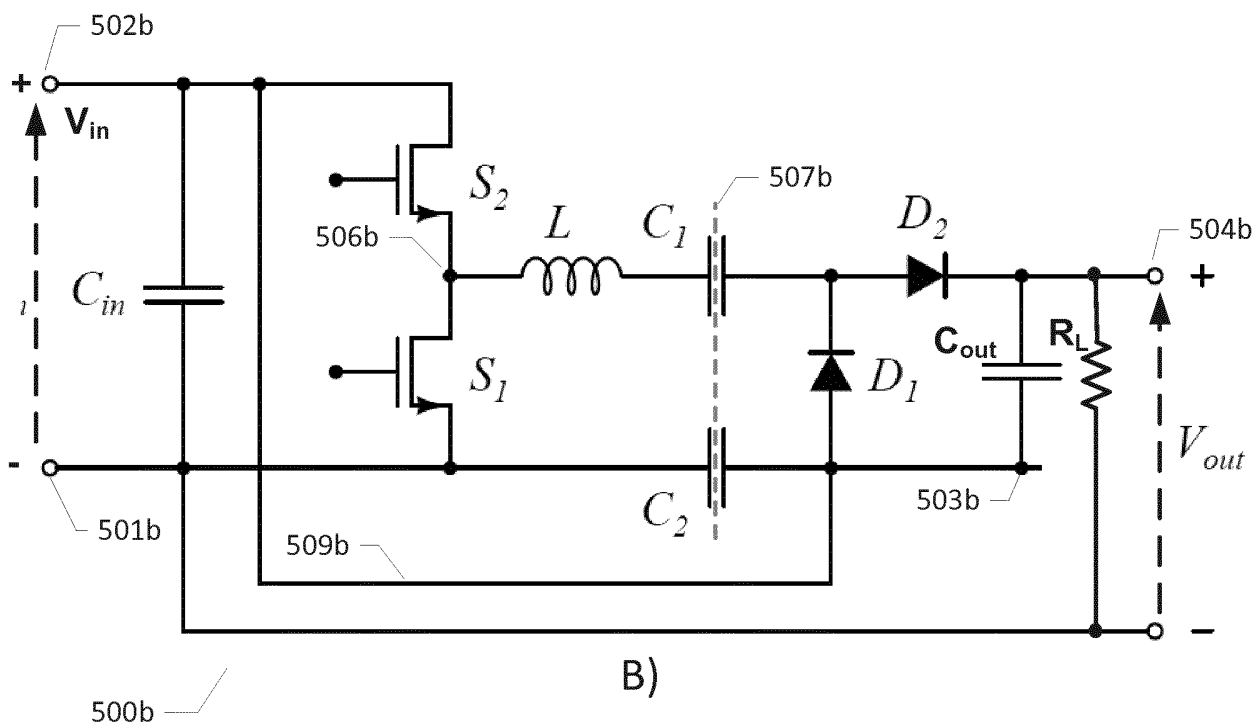 502b
+
V_in
S_2
507b
506b
L
C_1
D_2
504b
+
C_in
C_out
R_L
S_1
D_1
V_out
-
501b
C_2
503b
509b
−
B)
500b